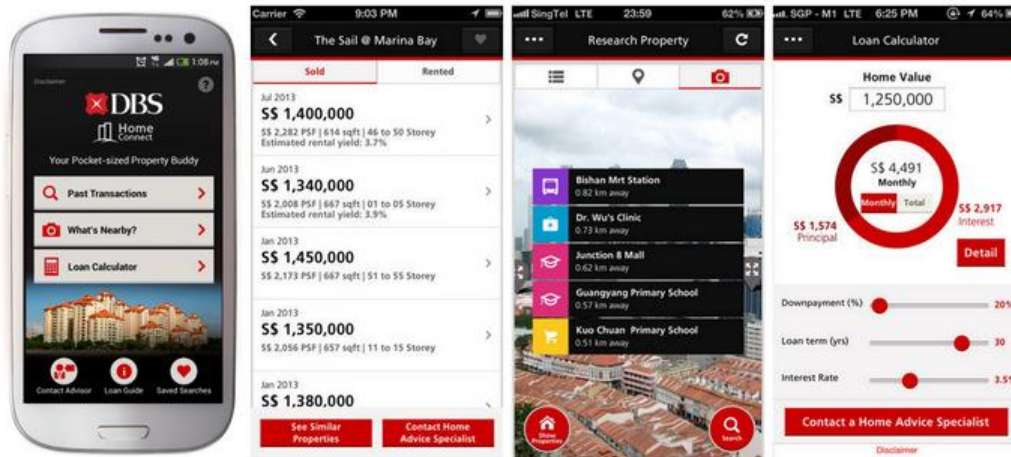 1:08 PM
Disclaimer
?
DBS
Home
Connect
Your Pocket-sized Property Buddy
Past Transactions
What's Nearby?
Loan Calculator
Contact Advisor Loan Guide Saved Searches
Carrier 9:03 PM
The Sail @ Marina Bay
Sold Rented
Jul 2013
S$ 1,400,000
S$ 2,282 PSF | 614 sqft | 46 to 50 Storey
Estimated rental yield: 3.7%
Jun 2013
S$ 1,340,000
S$ 2,008 PSF | 667 sqft | 01 to 05 Storey
Estimated rental yield: 3.9%
Jan 2013
S$ 1,450,000
S$ 2,173 PSF | 667 sqft | 51 to 55 Storey
Jan 2013
S$ 1,350,000
S$ 2,056 PSF | 657 sqft | 11 to 15 Storey
Jan 2013
S$ 1,380,000
See Similar
Properties
Contact Home
Advice Specialist
SingTel LTE 23:59 62%
Research Property
Bishan Mrt Station
0.82 km away
Dr. Wu's Clinic
0.73 km away
Junction 8 Mall
0.62 km away
Guangyang Primary School
0.57 km away
Kuo Chuan Primary School
0.51 km away
Show
Properties
Search
SGP - M1 LTE 6:25 PM 64%
Loan Calculator
Home Value
S$ 1,250,000
S$ 4,491
Monthly
Monthly Total
S$ 1,574
Principal
S$ 2,917
Interest
Detail
Downpayment (%) 20%
Loan term (yrs) 30
Interest Rate 3.5%
Contact a Home Advice Specialist
Disclaimer